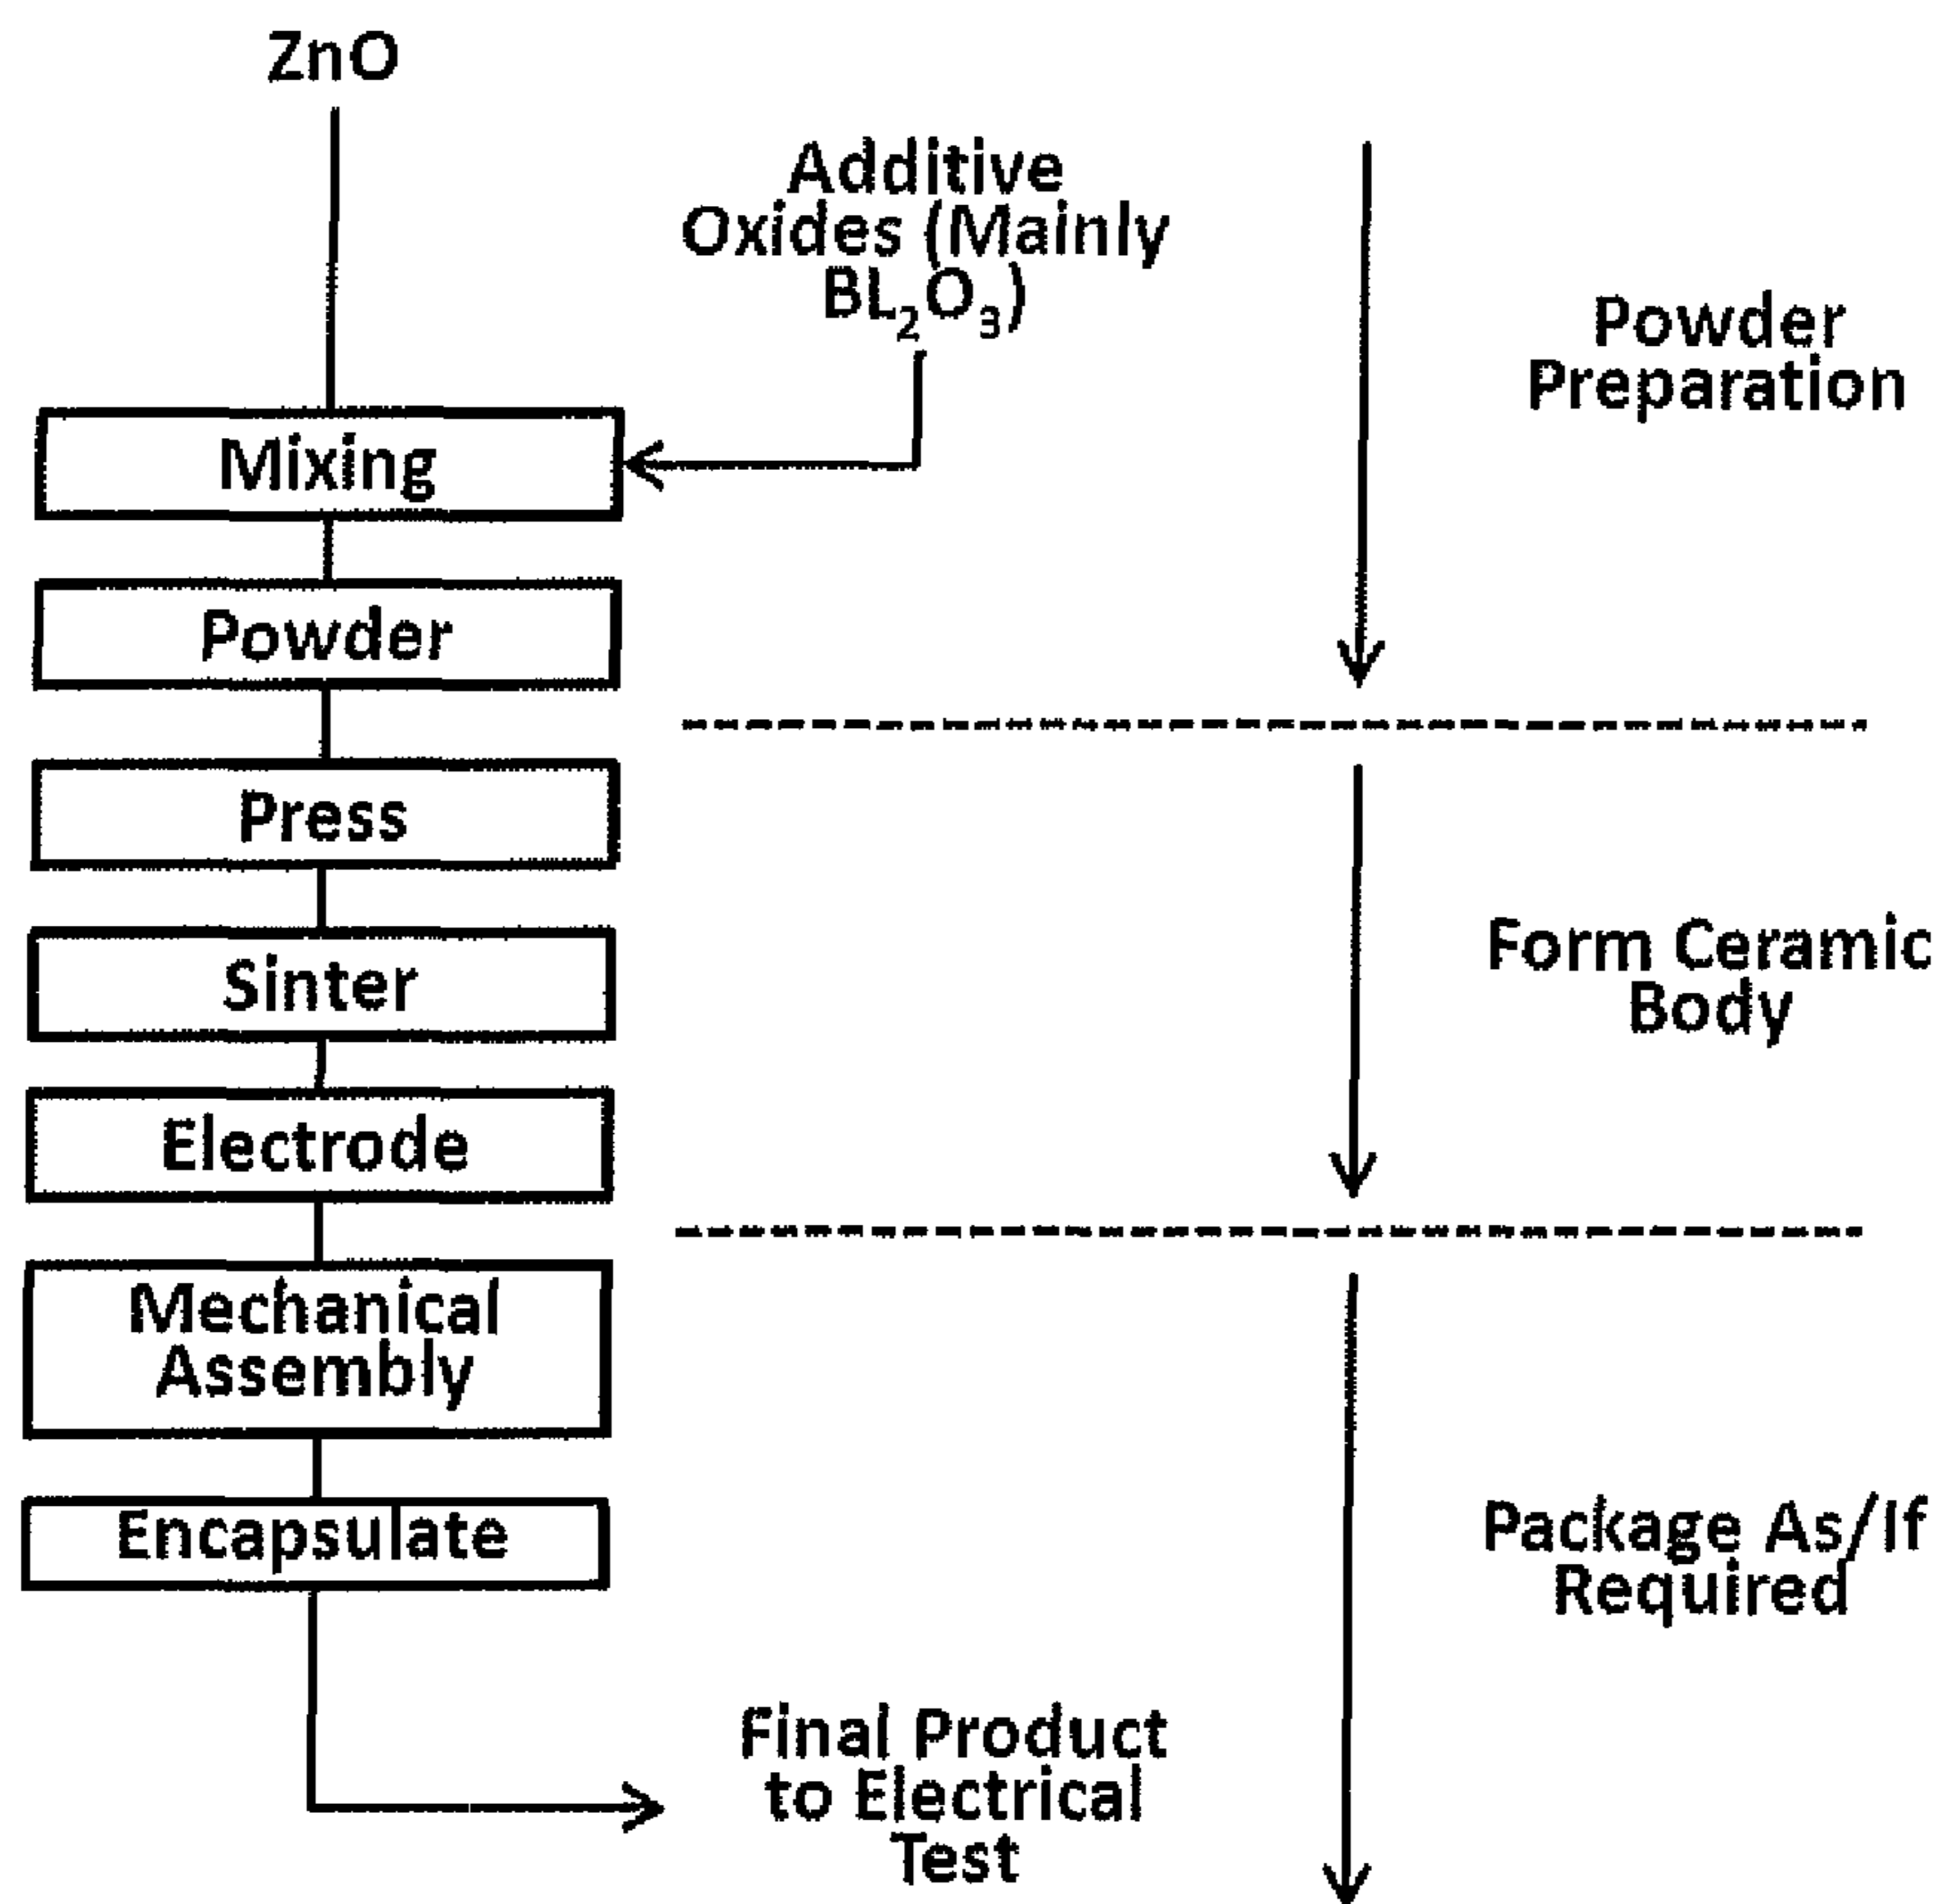 ZnO
Additive
Oxides (Mainly
BL₂O₃)
Mixing
Powder
Preparation
Powder
Press
Sinter
Form Ceramic
Body
Electrode
Mechanical
Assembly
Encapsulate
Package As/If
Required
Final Product
to Electrical
Test